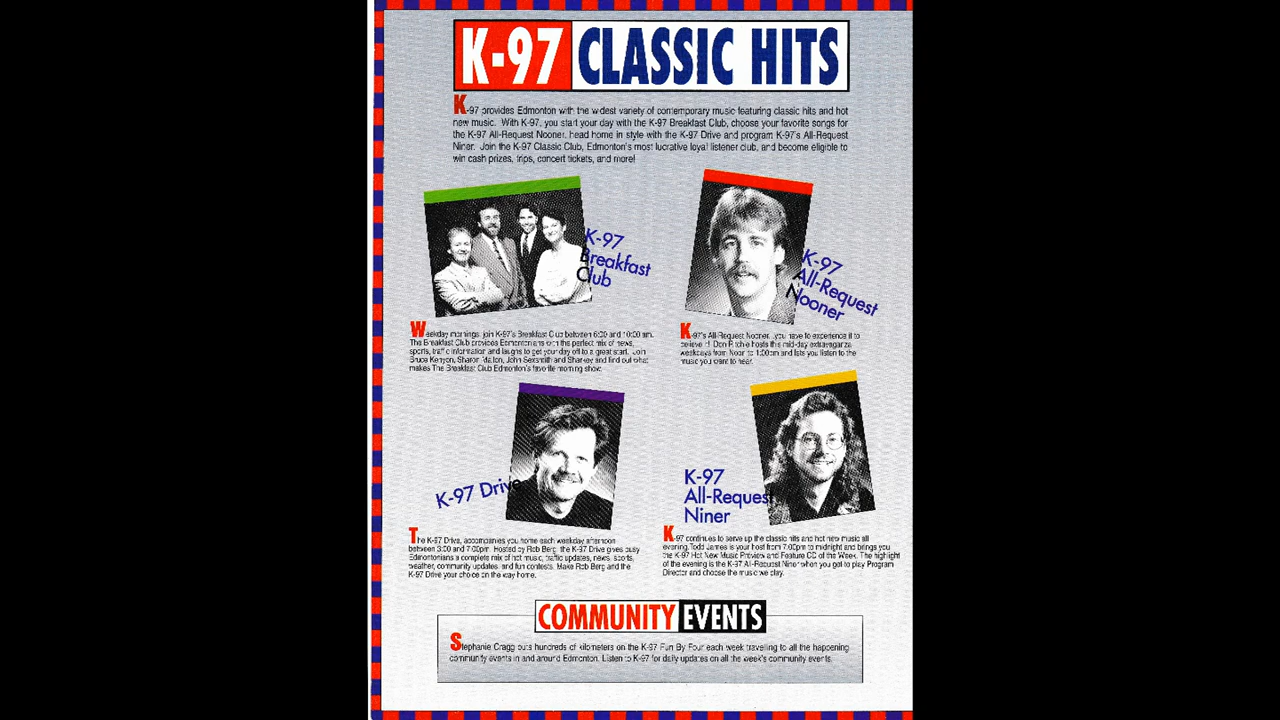 K-97 CLASSIC HITS
K-97 provides Edmonton with the widest variety of contemporary music featuring classic hits and hot
new music. With K-97, you start your day with the K-97 Breakfast Club, choose your favorite songs for
the K-97 All-Request Nooner, head home in style with the K-97 Drive and program K-97's All-Request
Niner. Join the K-97 Classic Club, Edmonton's most lucrative loyal listener club, and become eligible to
win cash prizes, trips, concert tickets, and more!
K-97
Breakfast
Club
Weekday mornings, join K-97's Breakfast Club between 6:00 and 10:00 am.
The Breakfast Club provides Edmontonians with the perfect mix of news,
sports, traffic information and laughs to get your day off to a great start. Join
Bruce Kenyon, Sharon Malton, John Sexsmith and Sharkey and find out what
makes The Breakfast Club Edmonton's favorite morning show.
K-97
All-Request
Nooner
K-97's All-Request Nooner...you have to experience it to
believe it! Don Ritchie hosts this mid-day extravaganza
weekdays from Noon to 1:00pm and lets you listen to the
music you want to hear.
K-97 Drive
The K-97 Drive, accompanies you home each weekday afternoon
between 3:00 and 7:00pm. Hosted by Rob Berg, the K-97 Drive gives busy
Edmontonians a complete mix of hot music, traffic updates, news, sports,
weather, community updates, and fun contests. Make Rob Berg and the
K-97 Drive your choice on the way home.
K-97
All-Request
Niner
K-97 continues to serve up the classic hits and hot new music all
evening. Todd James is your host from 7:00pm to midnight and brings you
the K-97 Hot New Music Preview and Feature CD of the Week. The highlight
of the evening is the K-97 All-Request Niner when you get to play Program
Director and choose the music we play.
COMMUNITY EVENTS
Stephanie Cragg puts hundreds of kilometers on the K-97 Fun By Four each week travelling to all the happening
community events in and around Edmonton. Listen to K-97 for daily updates on all the week's community events.